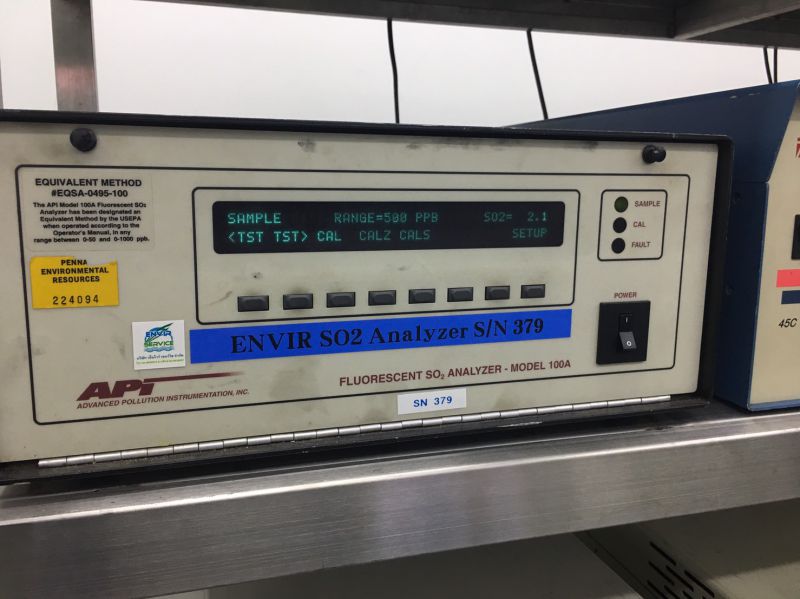 EQUIVALENT METHOD
#EQSA-0495-100
The API Model 100A Fluorescent SO₂
Analyzer has been designated an
Equivalent Method by the USEPA
when operated according to the
Operator's Manual, in any
range between 0-50 and 0-1000 ppb.
PENNA
ENVIRONMENTAL
RESOURCES
224094
SAMPLE RANGE=500 PPB SO2= 2.1
<TST TST> CAL CALZ CALS SETUP
SAMPLE
CAL
FAULT
POWER
ENVIR
SERVICE
ENVIR SO2 Analyzer S/N 379
API
ADVANCED POLLUTION INSTRUMENTATION, INC.
FLUORESCENT SO₂ ANALYZER - MODEL 100A
SN 379
45C